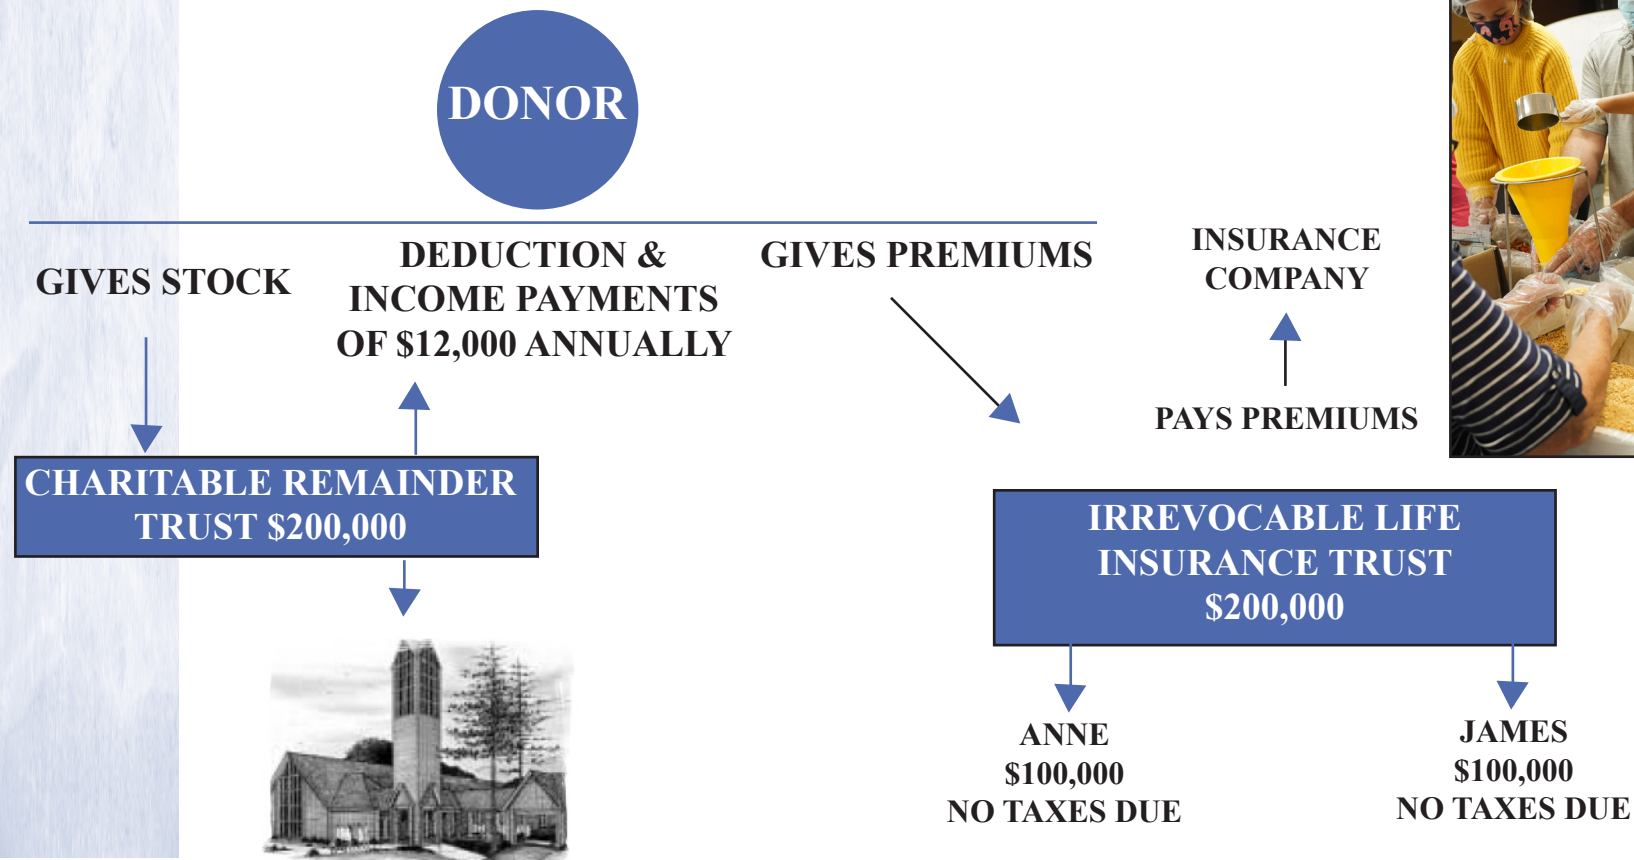 DONOR
GIVES STOCK
DEDUCTION &
INCOME PAYMENTS
OF $12,000 ANNUALLY
GIVES PREMIUMS
INSURANCE
COMPANY
PAYS PREMIUMS
CHARITABLE REMAINDER
TRUST $200,000
IRREVOCABLE LIFE
INSURANCE TRUST
$200,000
ANNE
$100,000
NO TAXES DUE
JAMES
$100,000
NO TAXES DUE